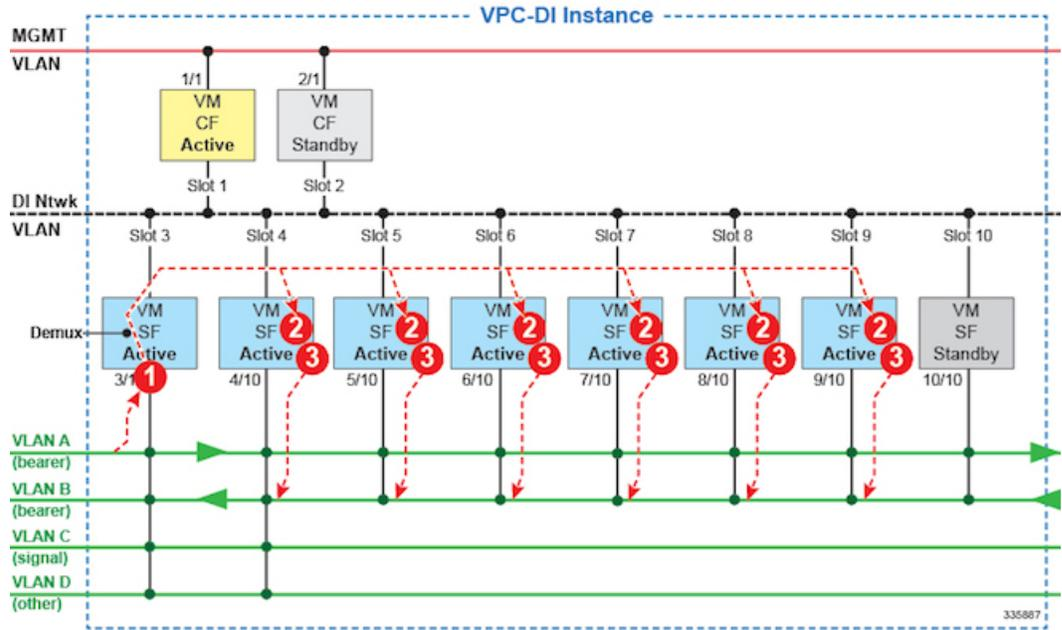 VPC-DI Instance
MGMT
VLAN
1/1
2/1
VM
CF
Active
VM
CF
Standby
Slot 1
Slot 2
DI Ntwk
VLAN
Slot 3
Slot 4
Slot 5
Slot 6
Slot 7
Slot 8
Slot 9
Slot 10
Demux
VM
SF
Active
VM
SF
Active
VM
SF
Active
VM
SF
Active
VM
SF
Active
VM
SF
Active
VM
SF
Active
VM
SF
Standby
2
2
2
2
2
2
3
3
3
3
3
3
1
4/10
5/10
6/10
7/10
8/10
9/10
10/10
VLAN A
(bearer)
VLAN B
(bearer)
VLAN C
(signal)
VLAN D
(other)
335887